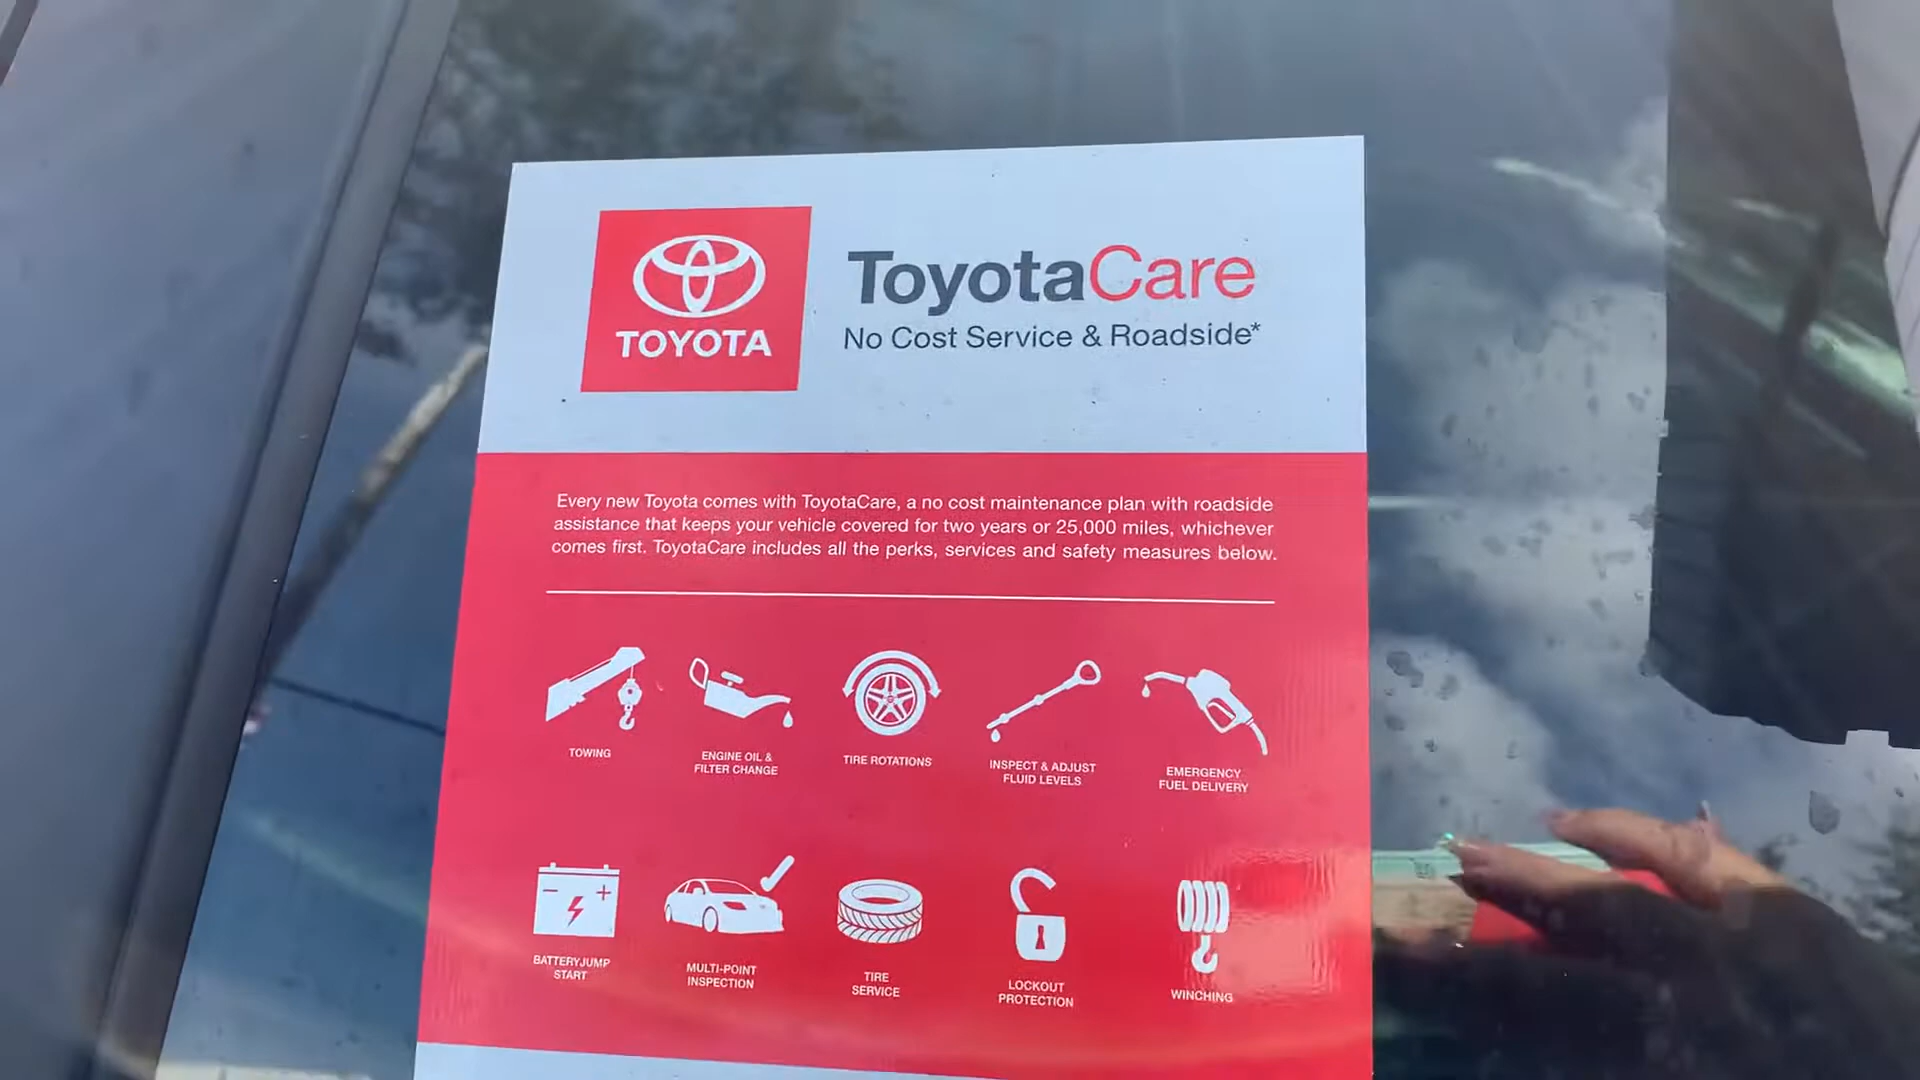 TOYOTA
ToyotaCare
No Cost Service & Roadside*
Every new Toyota comes with ToyotaCare, a no cost maintenance plan with roadside
assistance that keeps your vehicle covered for two years or 25,000 miles, whichever
comes first. ToyotaCare includes all the perks, services and safety measures below.
TOWING
ENGINE OIL &
FILTER CHANGE
TIRE ROTATIONS
INSPECT & ADJUST
FLUID LEVELS
EMERGENCY
FUEL DELIVERY
BATTERYJUMP
START
MULTI-POINT
INSPECTION
TIRE
SERVICE
LOCKOUT
PROTECTION
WINCHING